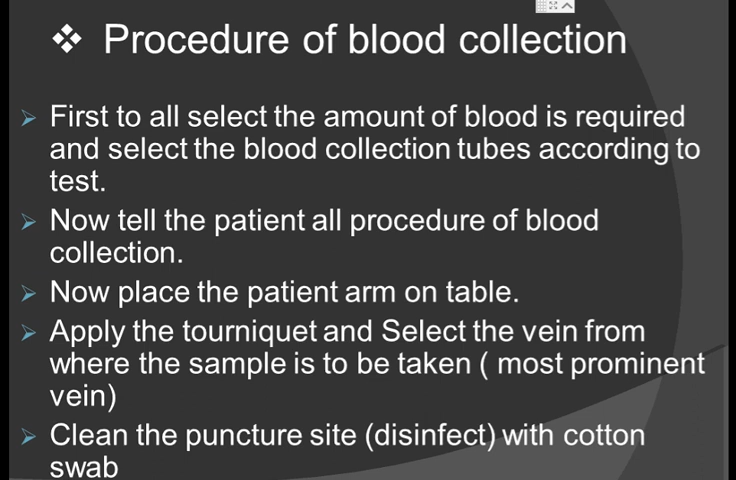 ❖ Procedure of blood collection
➢ First to all select the amount of blood is required
and select the blood collection tubes according to
test.
➢ Now tell the patient all procedure of blood
collection.
➢ Now place the patient arm on table.
➢ Apply the tourniquet and Select the vein from
where the sample is to be taken ( most prominent
vein)
➢ Clean the puncture site (disinfect) with cotton
swab